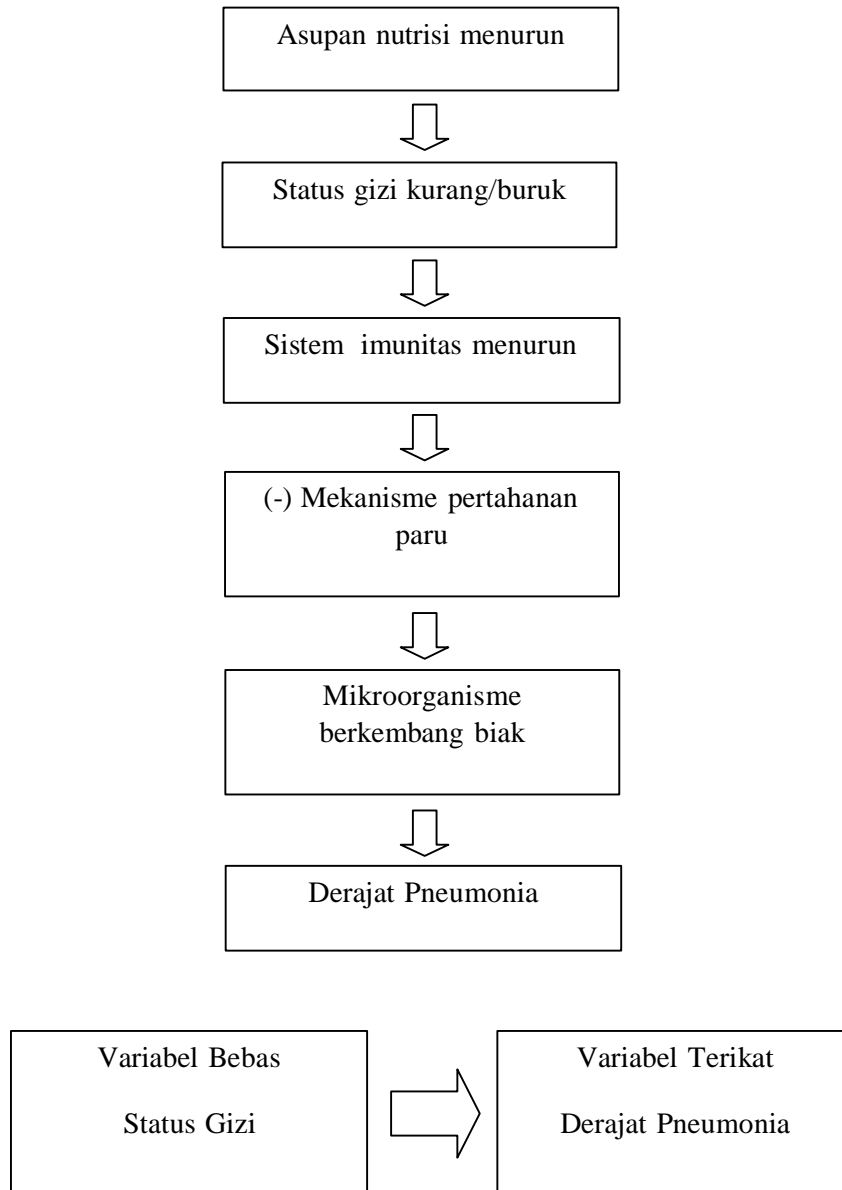 Asupan nutrisi menurun
Status gizi kurang/buruk
Sistem imunitas menurun
(-) Mekanisme pertahanan
paru
Mikroorganisme
berkembang biak
Derajat Pneumonia
Variabel Bebas
Status Gizi
Variabel Terikat
Derajat Pneumonia